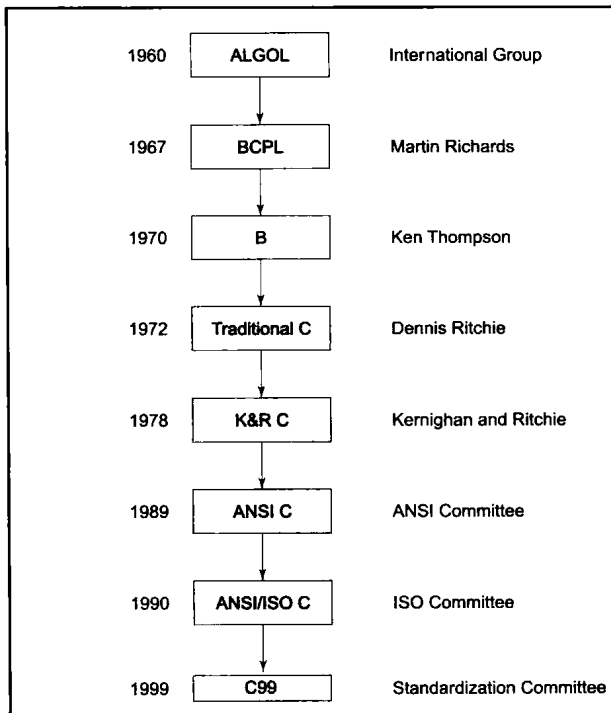 1960 ALGOL International Group
1967 BCPL Martin Richards
1970 B Ken Thompson
1972 Traditional C Dennis Ritchie
1978 K&R C Kernighan and Ritchie
1989 ANSI C ANSI Committee
1990 ANSI/ISO C ISO Committee
1999 C99 Standardization Committee